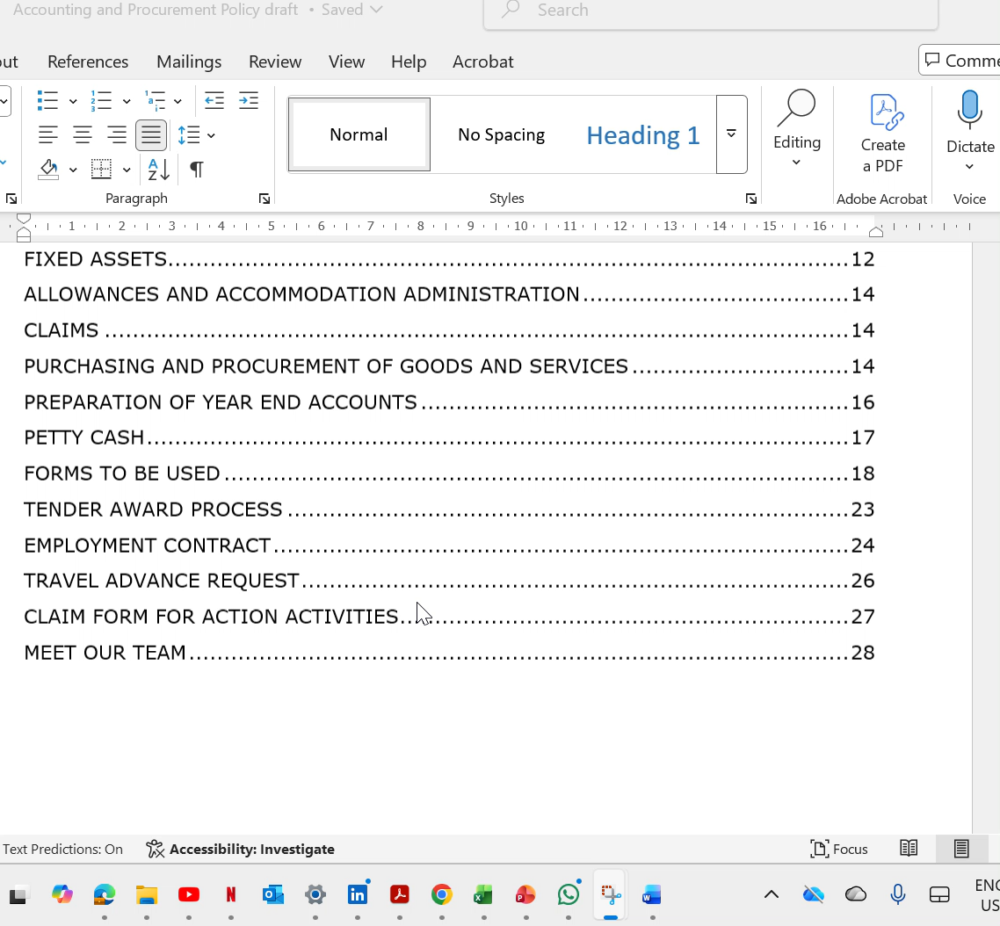 Accounting and Procurement Policy draft • Saved
Search
out References Mailings Review View Help Acrobat
Normal No Spacing Heading 1
Editing
Create a PDF
Dictate
Paragraph Styles Adobe Acrobat Voice
1 2 3 4 5 6 7 8 9 10 11 12 13 14 15 16
FIXED ASSETS 12
ALLOWANCES AND ACCOMMODATION ADMINISTRATION 14
CLAIMS 14
PURCHASING AND PROCUREMENT OF GOODS AND SERVICES 14
PREPARATION OF YEAR END ACCOUNTS 16
PETTY CASH 17
FORMS TO BE USED 18
TENDER AWARD PROCESS 23
EMPLOYMENT CONTRACT 24
TRAVEL ADVANCE REQUEST 26
CLAIM FORM FOR ACTION ACTIVITIES 27
MEET OUR TEAM 28
Text Predictions: On Accessibility: Investigate Focus
ENG
US